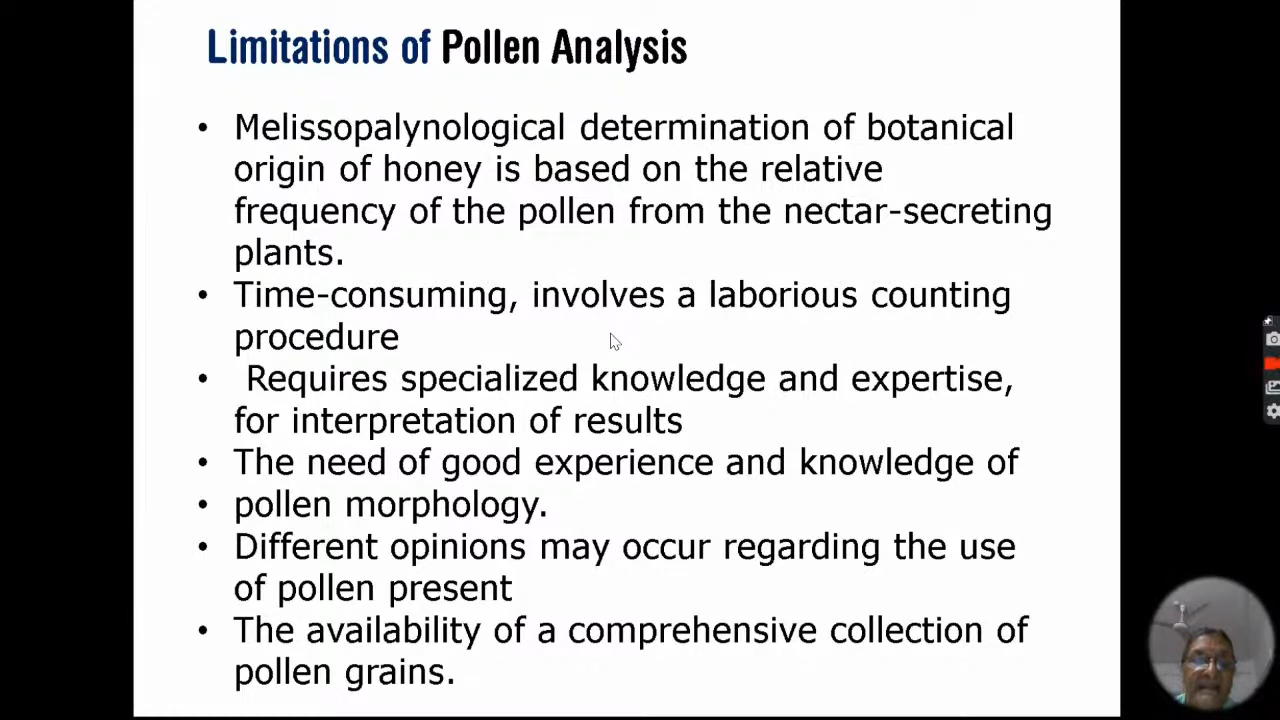 Limitations of Pollen Analysis
• Melissopalynological determination of botanical
origin of honey is based on the relative
frequency of the pollen from the nectar-secreting
plants.
• Time-consuming, involves a laborious counting
procedure
• Requires specialized knowledge and expertise,
for interpretation of results
• The need of good experience and knowledge of
• pollen morphology.
• Different opinions may occur regarding the use
of pollen present
• The availability of a comprehensive collection of
pollen grains.